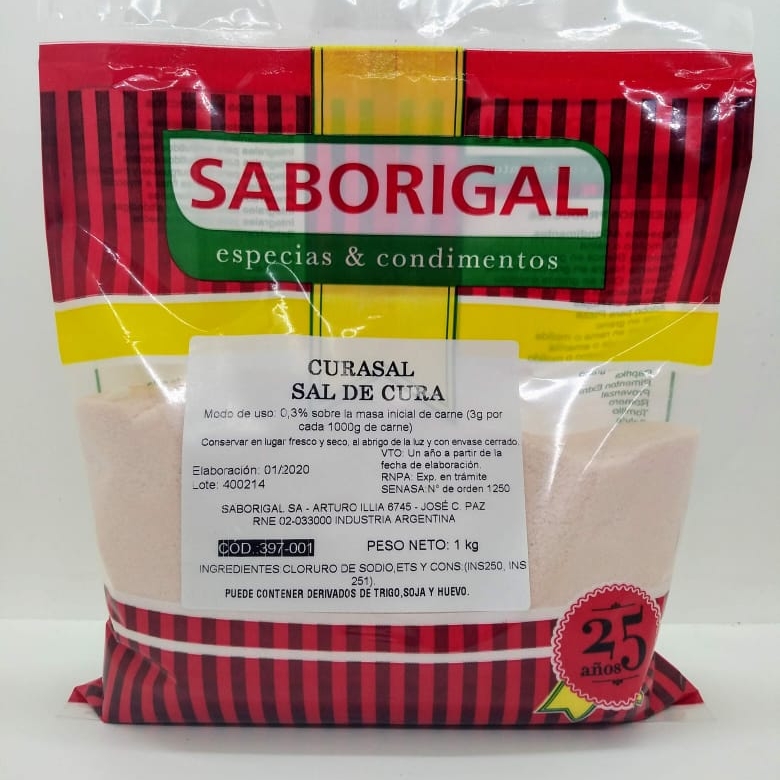 SABORIGAL
especias & condimentos
CURASAL
SAL DE CURA
Modo de uso: 0,3% sobre la masa inicial de carne (3g por
cada 1000g de carne)
Conservar en lugar fresco y seco, al abrigo de la luz y con envase cerrado.
Elaboración: 01/2020
Lote: 400214
VTO: Un año a partir de la
fecha de elaboración.
RNPA: Exp. en trámite
SENASA:N° de orden 1250
SABORIGAL SA - ARTURO ILLIA 6745 - JOSÉ C. PAZ
RNE 02-033000 INDUSTRIA ARGENTINA
COD.:397-001
PESO NETO: 1 kg
INGREDIENTES:CLORURO DE SODIO,ETS Y CONS.(INS250, INS
251).
PUEDE CONTENER DERIVADOS DE TRIGO,SOJA Y HUEVO.
25
años